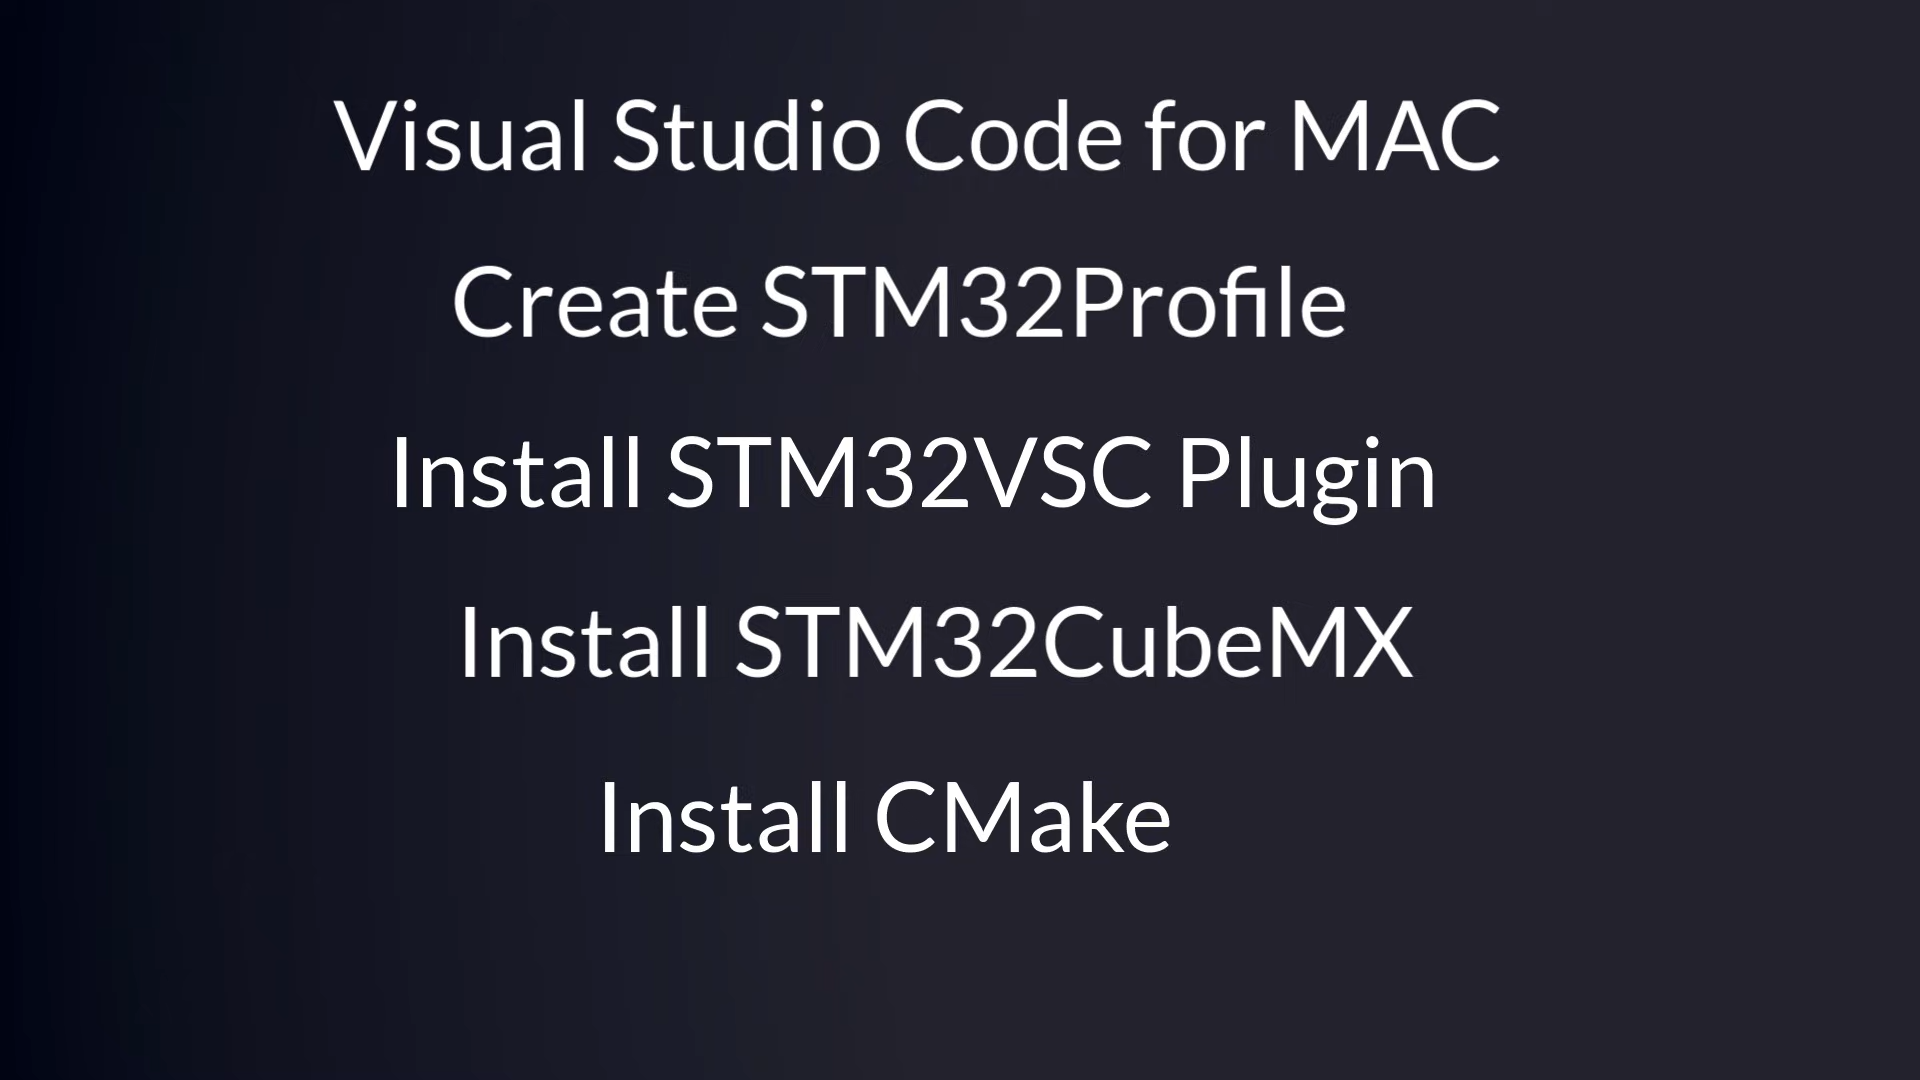 Visual Studio Code for MAC
Create STM32Profile
Install STM32VSC Plugin
Install STM32CubeMX
Install CMake